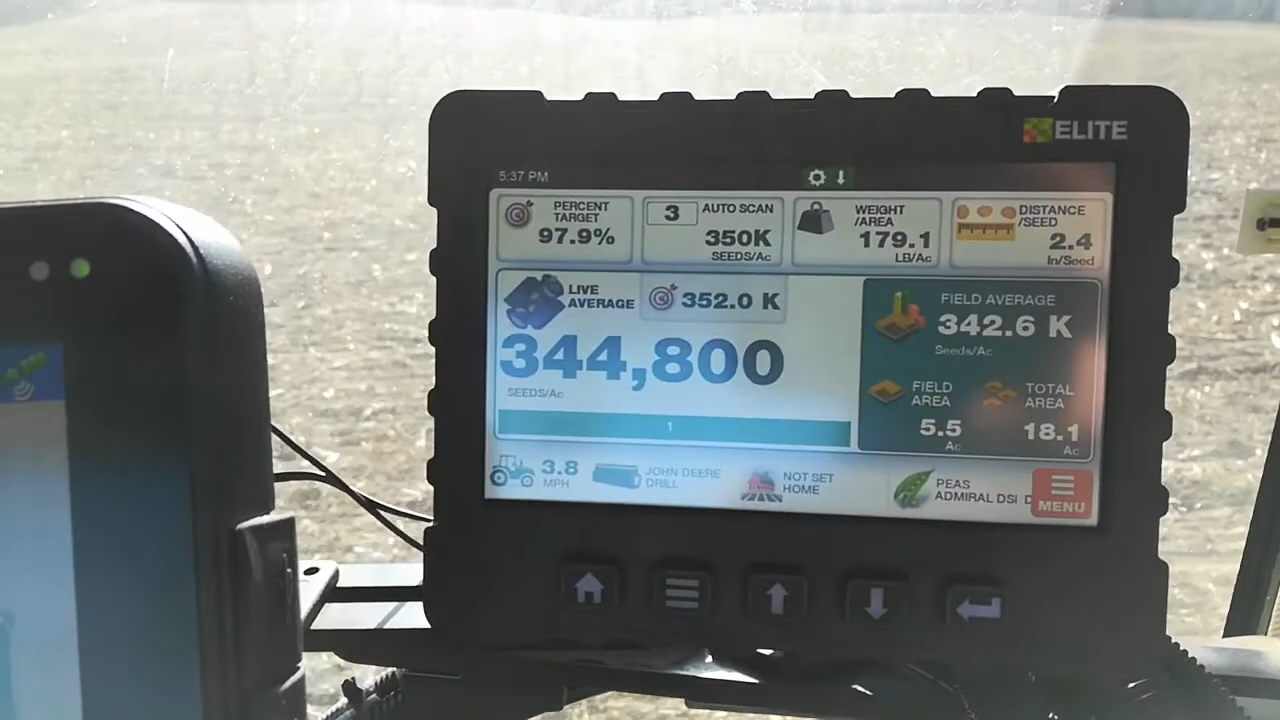 ELITE
5:37 PM
PERCENT
TARGET
97.9%
3
AUTO SCAN
350K
SEEDS/Ac
WEIGHT
/AREA
179.1
LB/Ac
DISTANCE
/SEED
2.4
In/Seed
LIVE
AVERAGE
352.0 K
344,800
SEEDS/Ac
1
FIELD AVERAGE
342.6 K
Seeds/Ac
FIELD
AREA
5.5
Ac
TOTAL
AREA
18.1
Ac
3.8
MPH
JOHN DEERE
DRILL
NOT SET
HOME
PEAS
ADMIRAL DSI D
MENU